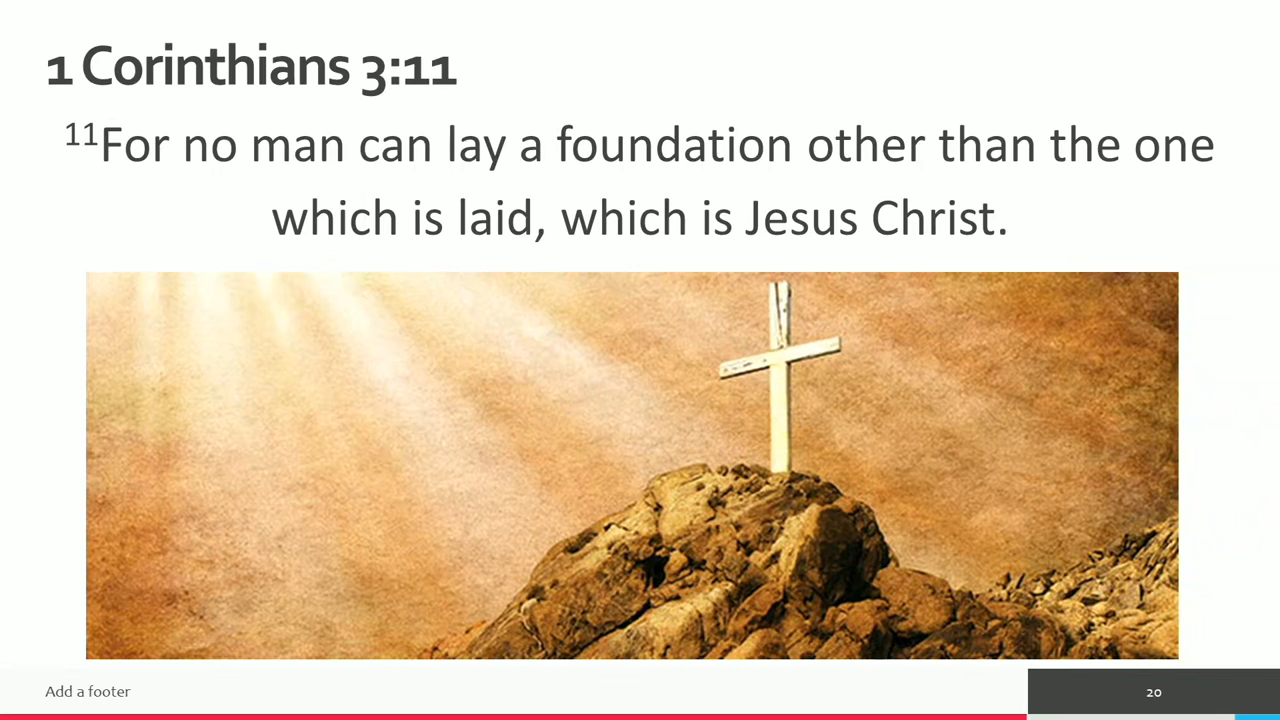 1 Corinthians 3:11
11For no man can lay a foundation other than the one
which is laid, which is Jesus Christ.
Add a footer
20